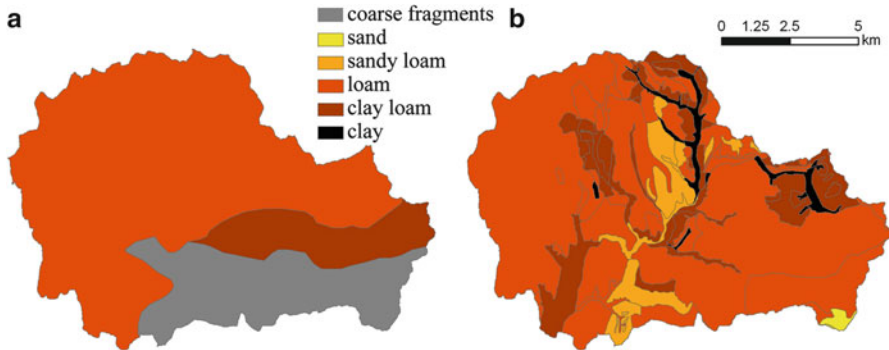 a
coarse fragments
sand
sandy loam
loam
clay loam
clay
b
0 1.25 2.5 5
km